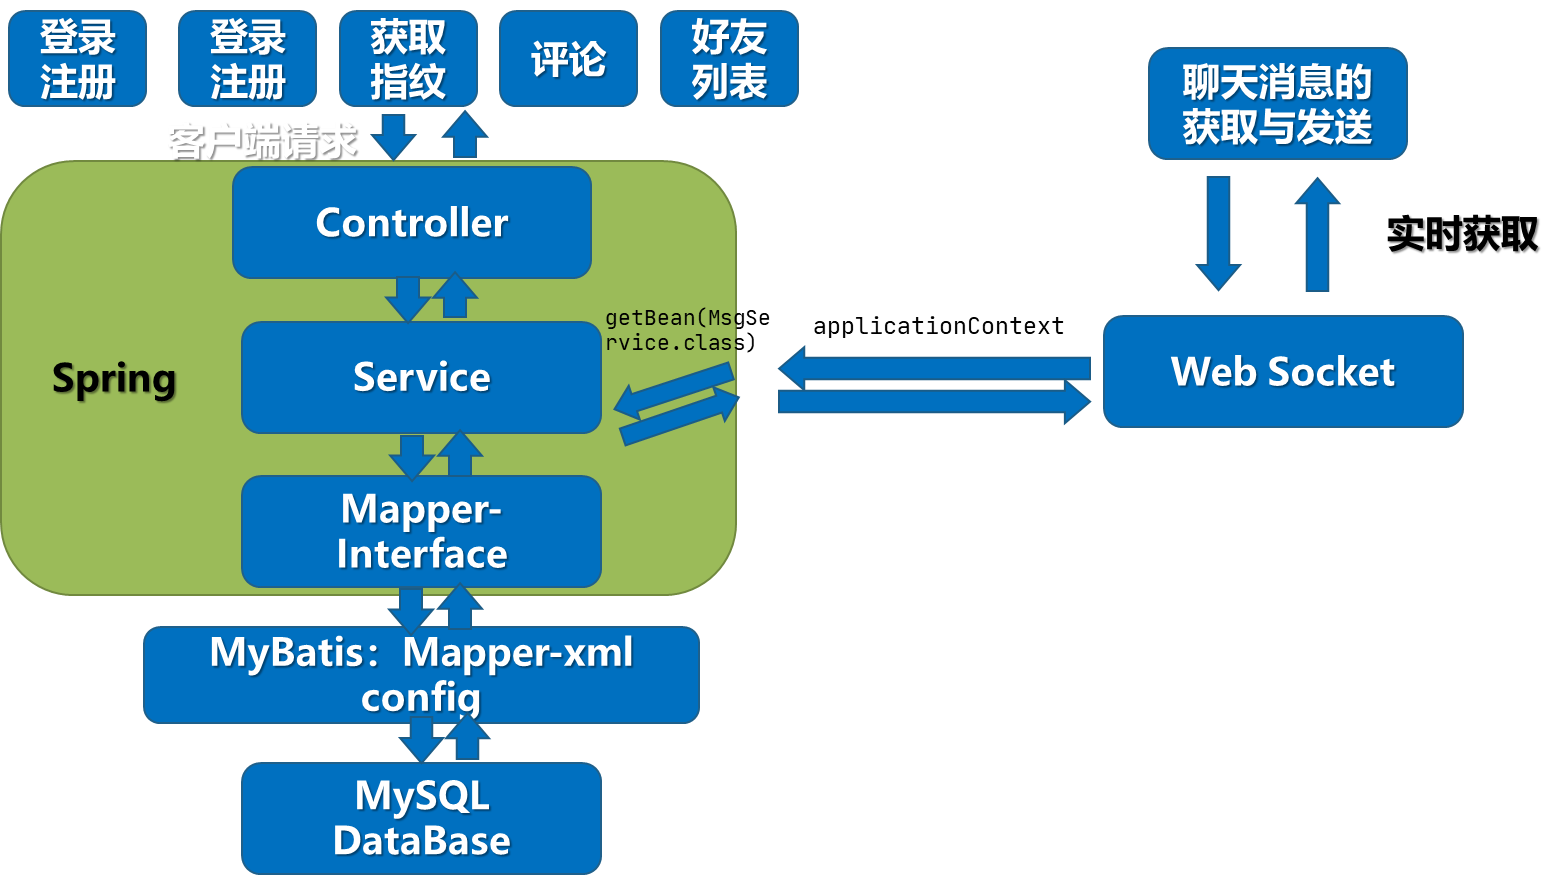 登录
注册
登录
注册
获取
指纹
评论
好友
列表
聊天消息的
获取与发送
客户端请求
Controller
实时获取
getBean(MsgSe
rvice.class)
applicationContext
Spring
Service
Web Socket
Mapper-
Interface
MyBatis：Mapper-xml
config
MySQL
DataBase